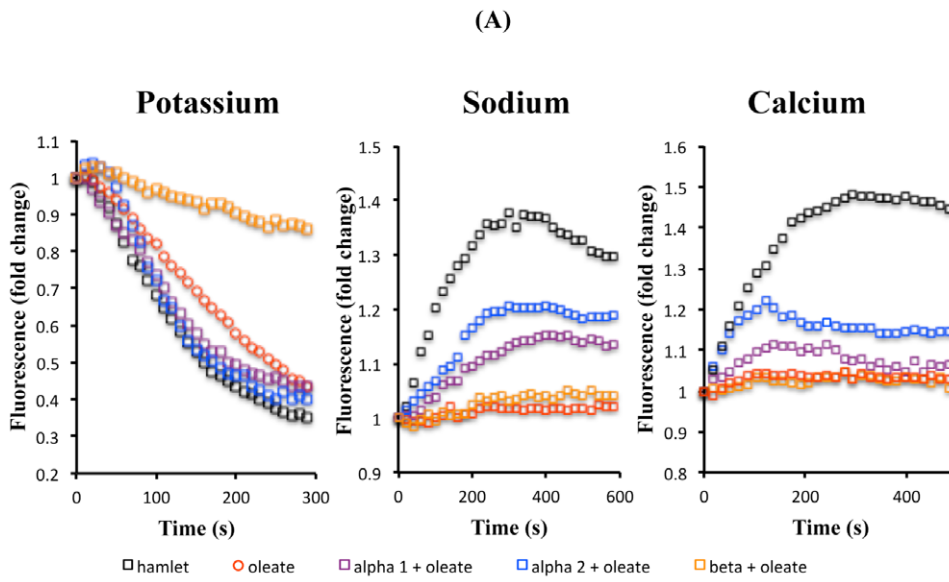 (A)
Potassium
Fluorescence (fold change)
1.1
1
0.9
0.8
0.7
0.6
0.5
0.4
0.3
0.2
0
100
200
300
Time (s)
Sodium
Fluorescence (fold change)
1.5
1.4
1.3
1.2
1.1
1
0.9
0
200
400
600
Time (s)
Calcium
Fluorescence (fold change)
1.6
1.5
1.4
1.3
1.2
1.1
1
0.9
0.8
0
200
400
Time (s)
hamlet
oleate
alpha 1 + oleate
alpha 2 + oleate
beta + oleate